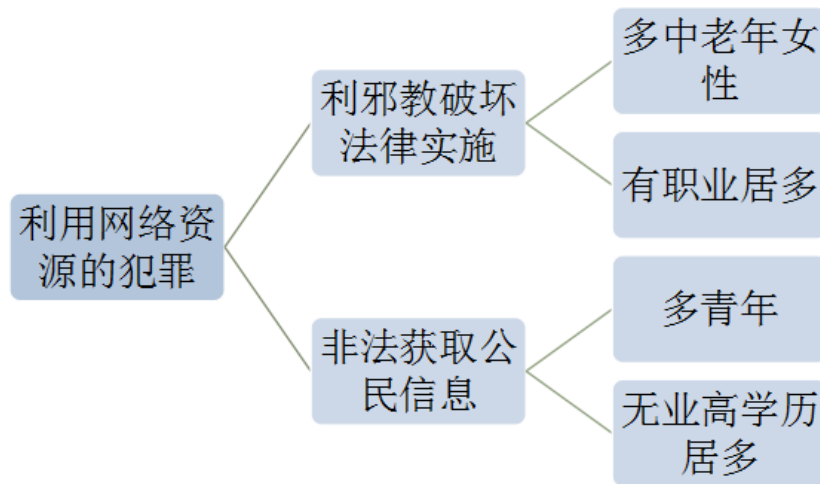 利用网络资
源的犯罪
利邪教破坏
法律实施
多中老年女
性
有职业居多
非法获取公
民信息
多青年
无业高学历
居多